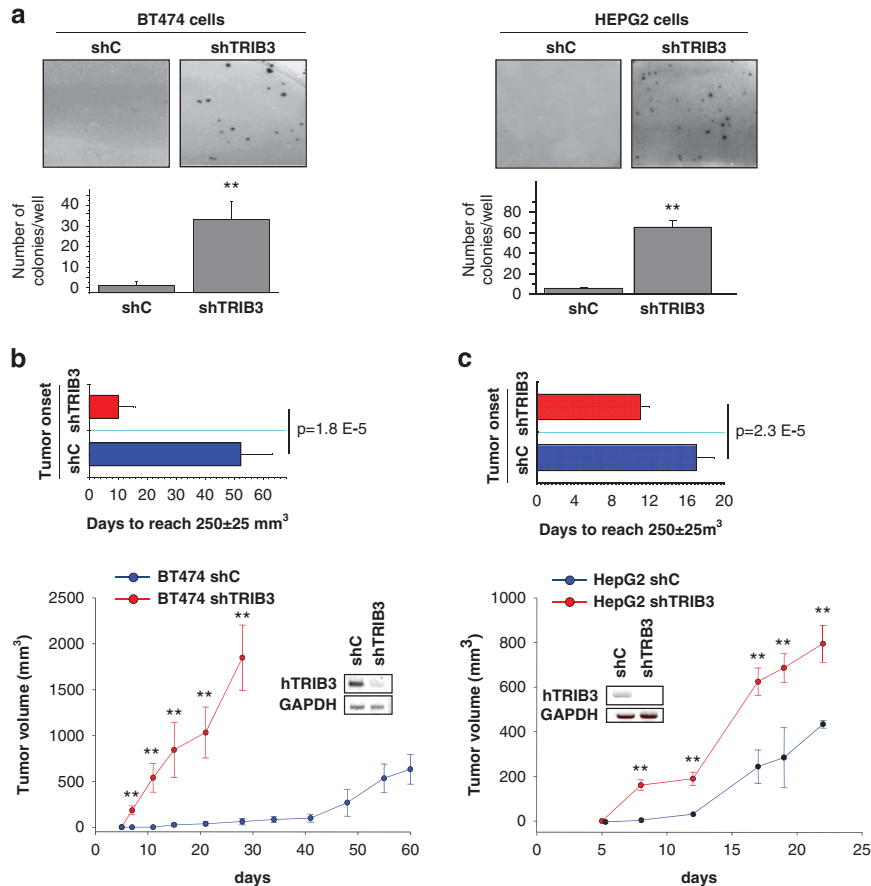 a
BT474 cells
shC shTRIB3
Number of
colonies/well
40
30
20
10
0
**
shC shTRIB3
HEPG2 cells
shC shTRIB3
Number of
colonies/well
80
60
40
20
0
**
shC shTRIB3
b
Tumor onset
shC shTRIB3
p=1.8 E-5
0 10 20 30 40 50 60
Days to reach 250±25 mm3
BT474 shC
BT474 shTRIB3
Tumor volume (mm3)
2500
2000
1500
1000
500
0
** ** ** ** **
shC shTRIB3
hTRIB3
GAPDH
0 10 20 30 40 50 60
days
c
Tumor onset
shC shTRIB3
p=2.3 E-5
0 4 8 12 16 20
Days to reach 250±25m3
HepG2 shC
HepG2 shTRIB3
Tumor volume (mm3)
1000
800
600
400
200
0
** ** ** ** **
shC shTRB3
hTRIB3
GAPDH
0 5 10 15 20 25
days